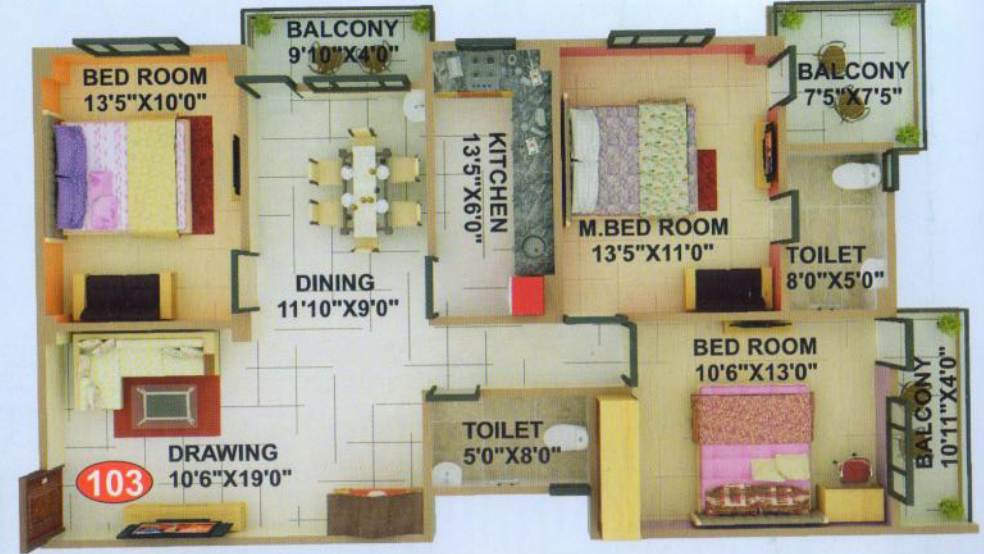 BALCONY
9'10"X4'0"
BED ROOM
13'5"X10'0"
BALCONY
7'5"X7'5"
KITCHEN
13'5"X6'0"
M.BED ROOM
13'5"X11'0"
TOILET
8'0"X5'0"
DINING
11'10"X9'0"
BED ROOM
10'6"X13'0"
BALCONY
10'11"X4'0"
TOILET
5'0"X8'0"
DRAWING
10'6"X19'0"
103